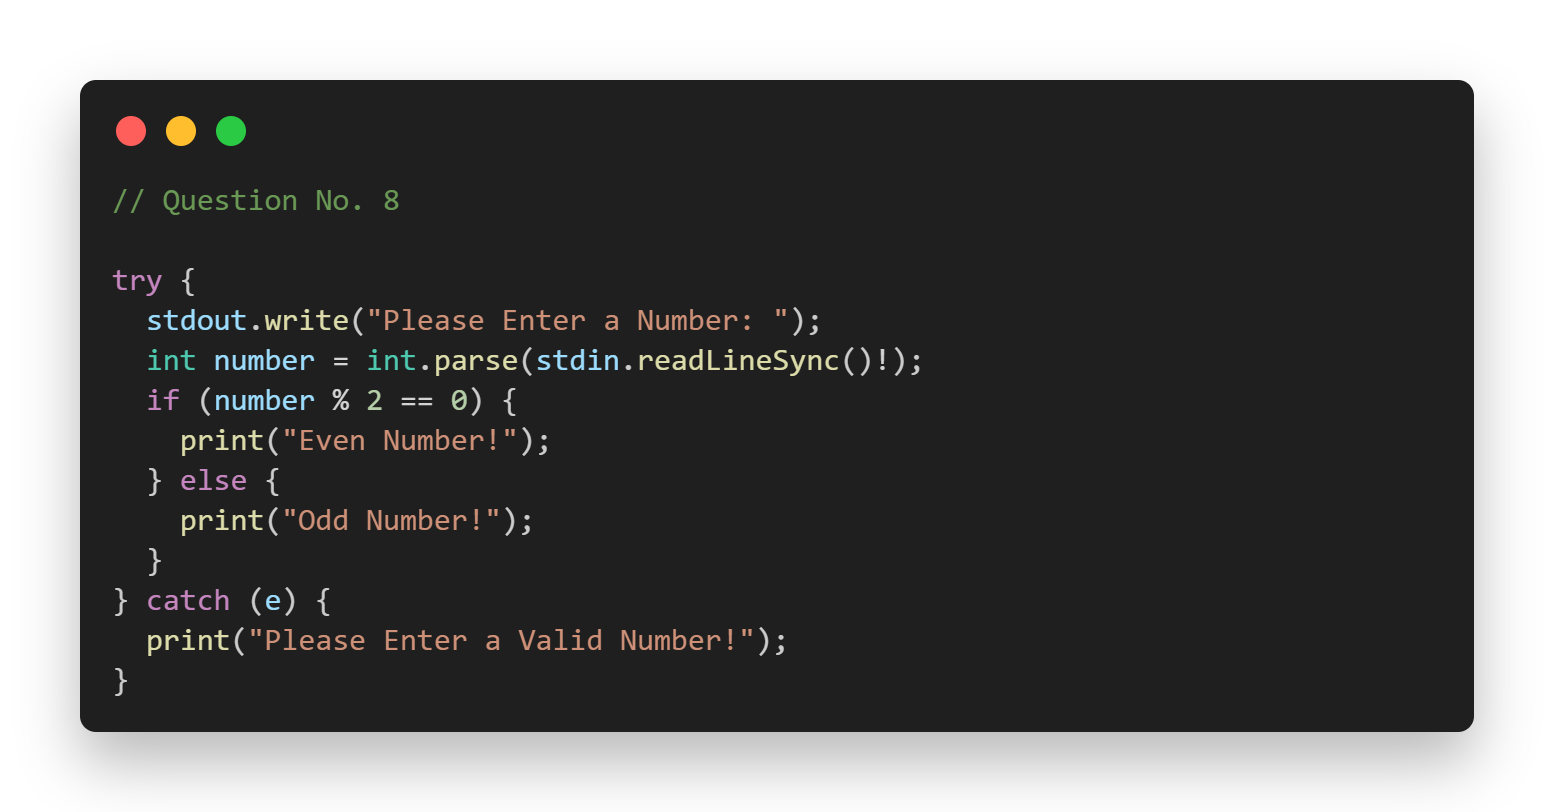 // Question No. 8

try {
  stdout.write("Please Enter a Number: ");
  int number = int.parse(stdin.readLineSync()!);
  if (number % 2 == 0) {
    print("Even Number!");
  } else {
    print("Odd Number!");
  }
} catch (e) {
  print("Please Enter a Valid Number!");
}